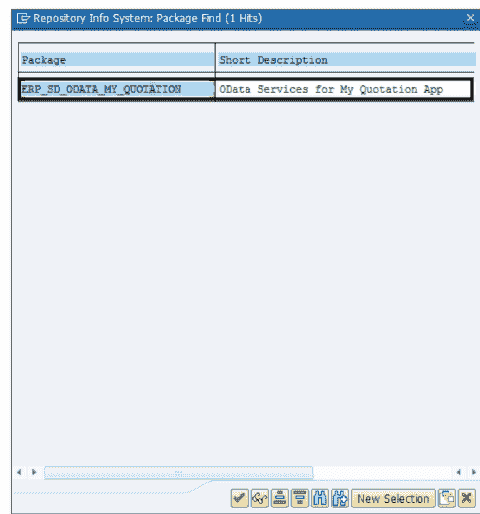 Repository Info System: Package Find (1 Hits)
Package Short Description
ERP_SD_ODATA_MY_QUOTATION OData Services for My Quotation App
New Selection